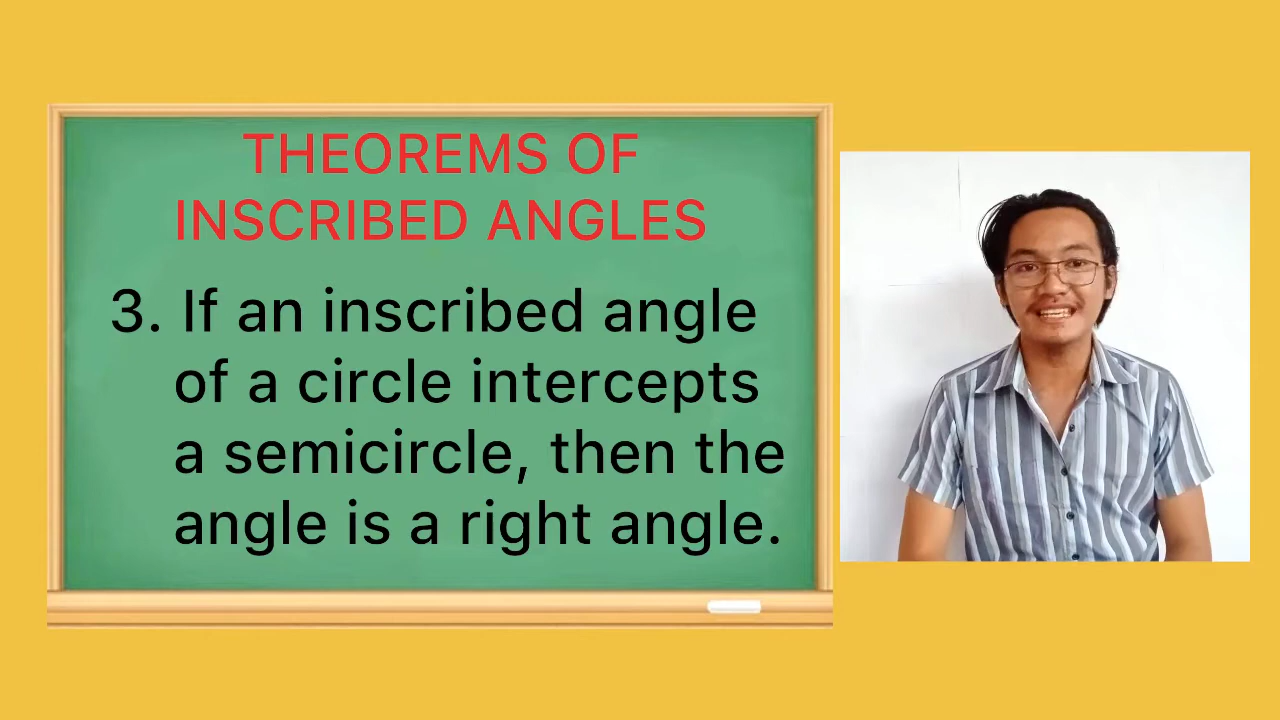 THEOREMS OF
INSCRIBED ANGLES
3. If an inscribed angle
of a circle intercepts
a semicircle, then the
angle is a right angle.